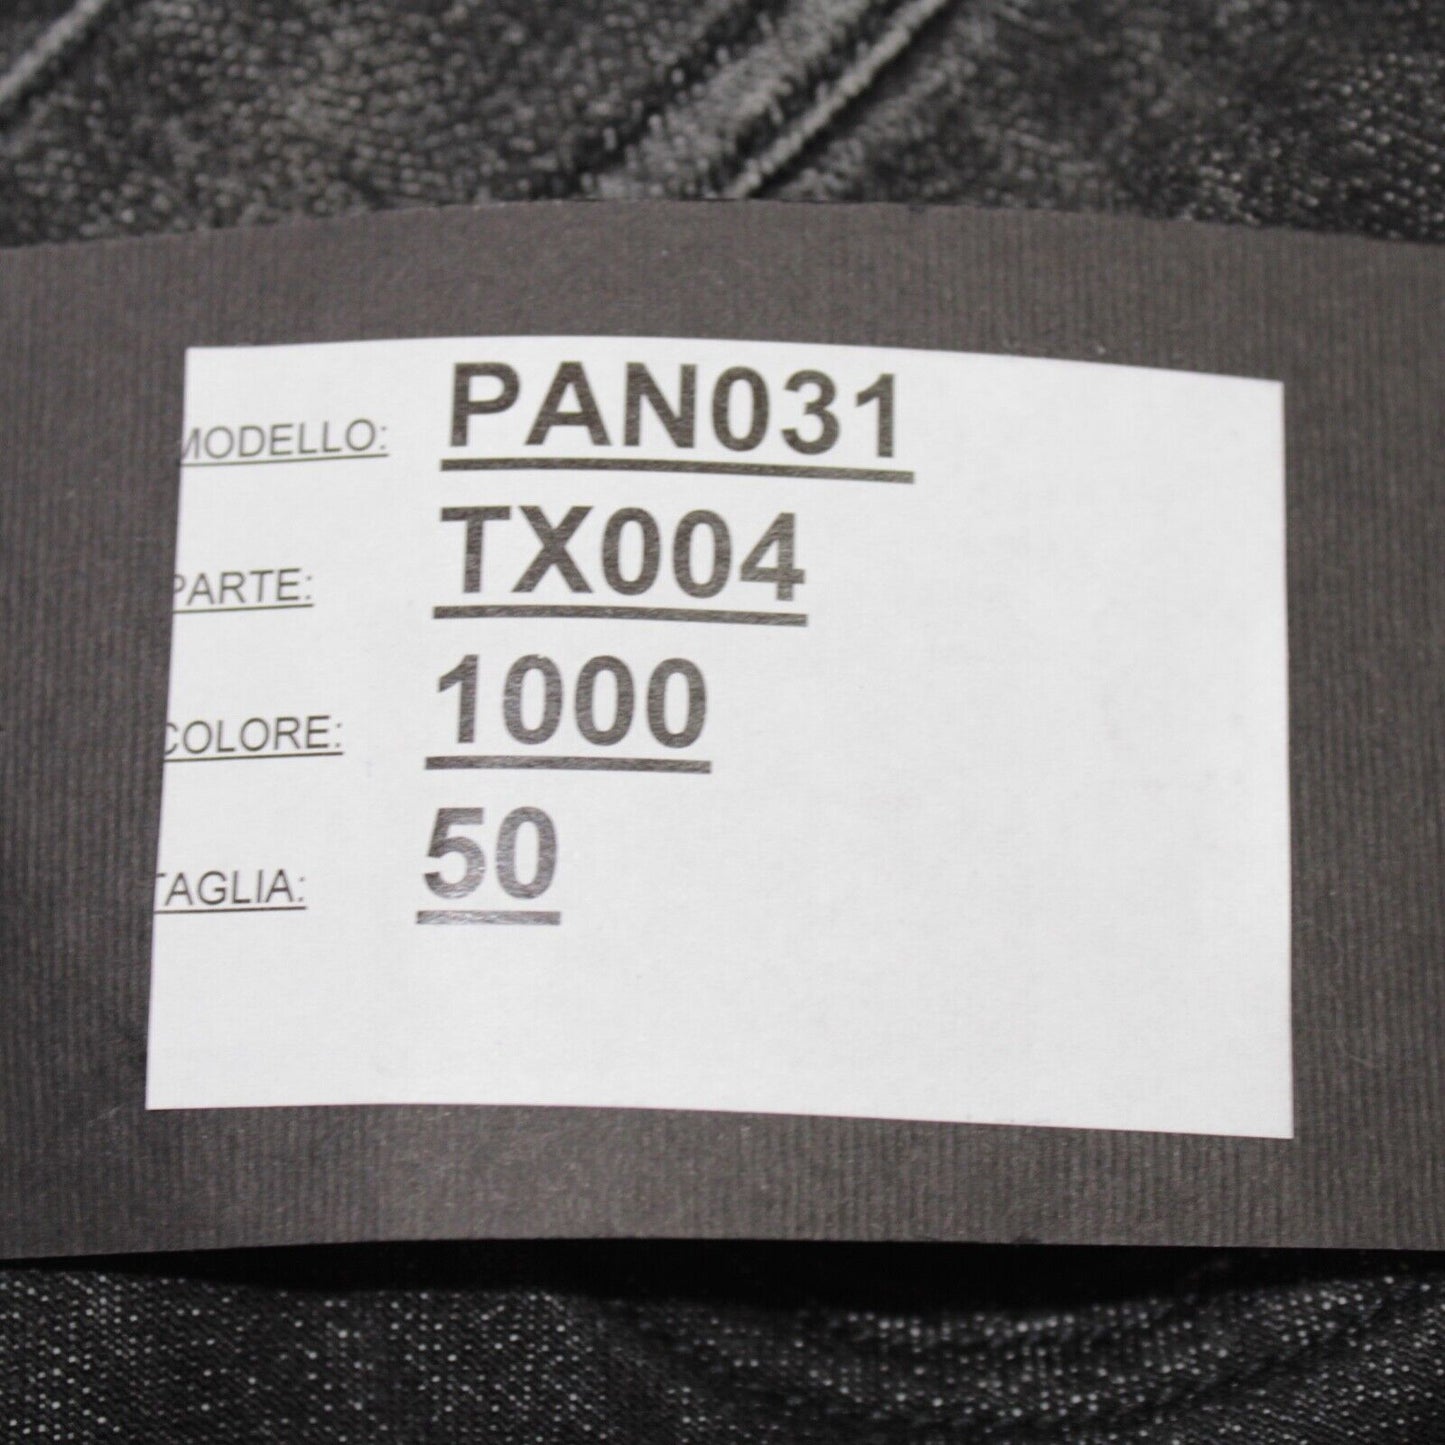 MODELLO: PAN031
PARTE: TX004
COLORE: 1000
TAGLIA: 50